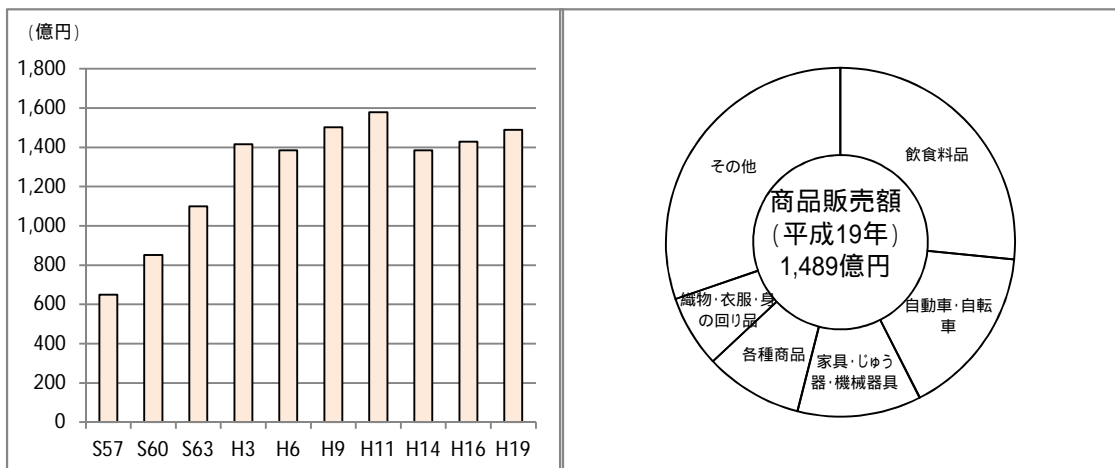 (億円)
1,800
1,600
1,400
1,200
1,000
800
600
400
200
0
S57 S60 S63 H3 H6 H9 H11 H14 H16 H19
その他
飲食料品
商品販売額
(平成19年)
1,489億円
織物・衣服・身
の回り品
自動車・自転
車
各種商品
家具・じゅう
器・機械器具